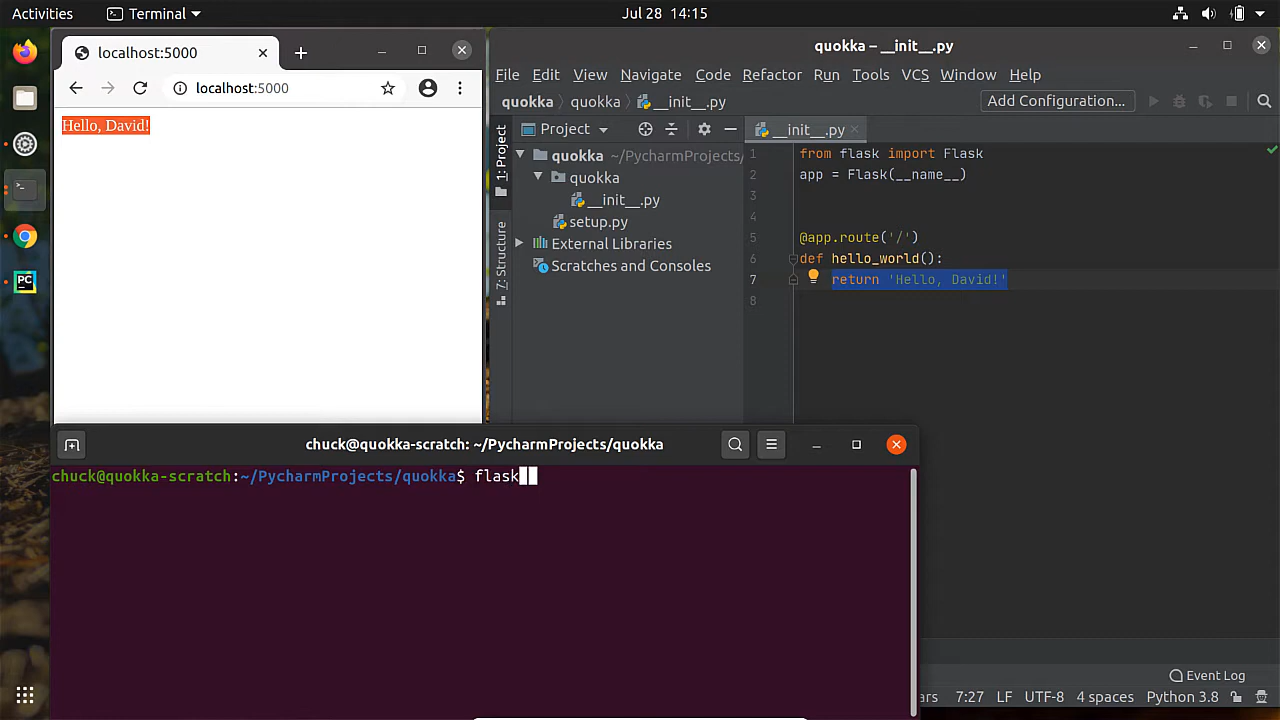 Activities
Terminal
Jul 28 14:15
localhost:5000
localhost:5000
Hello, David!
quokka – __init__.py
File Edit View Navigate Code Refactor Run Tools VCS Window Help
quokka quokka __init__.py
Add Configuration...
1: Project
7: Structure
Project
quokka ~/PycharmProjects/
quokka
__init__.py
setup.py
External Libraries
Scratches and Consoles
__init__.py
1 from flask import Flask
2 app = Flask(__name__)
3
4
5 @app.route('/')
6 def hello_world():
7 return 'Hello, David!'
8
chuck@quokka-scratch: ~/PycharmProjects/quokka
chuck@quokka-scratch:~/PycharmProjects/quokka$ flask
Event Log
ars 7:27 LF UTF-8 4 spaces Python 3.8